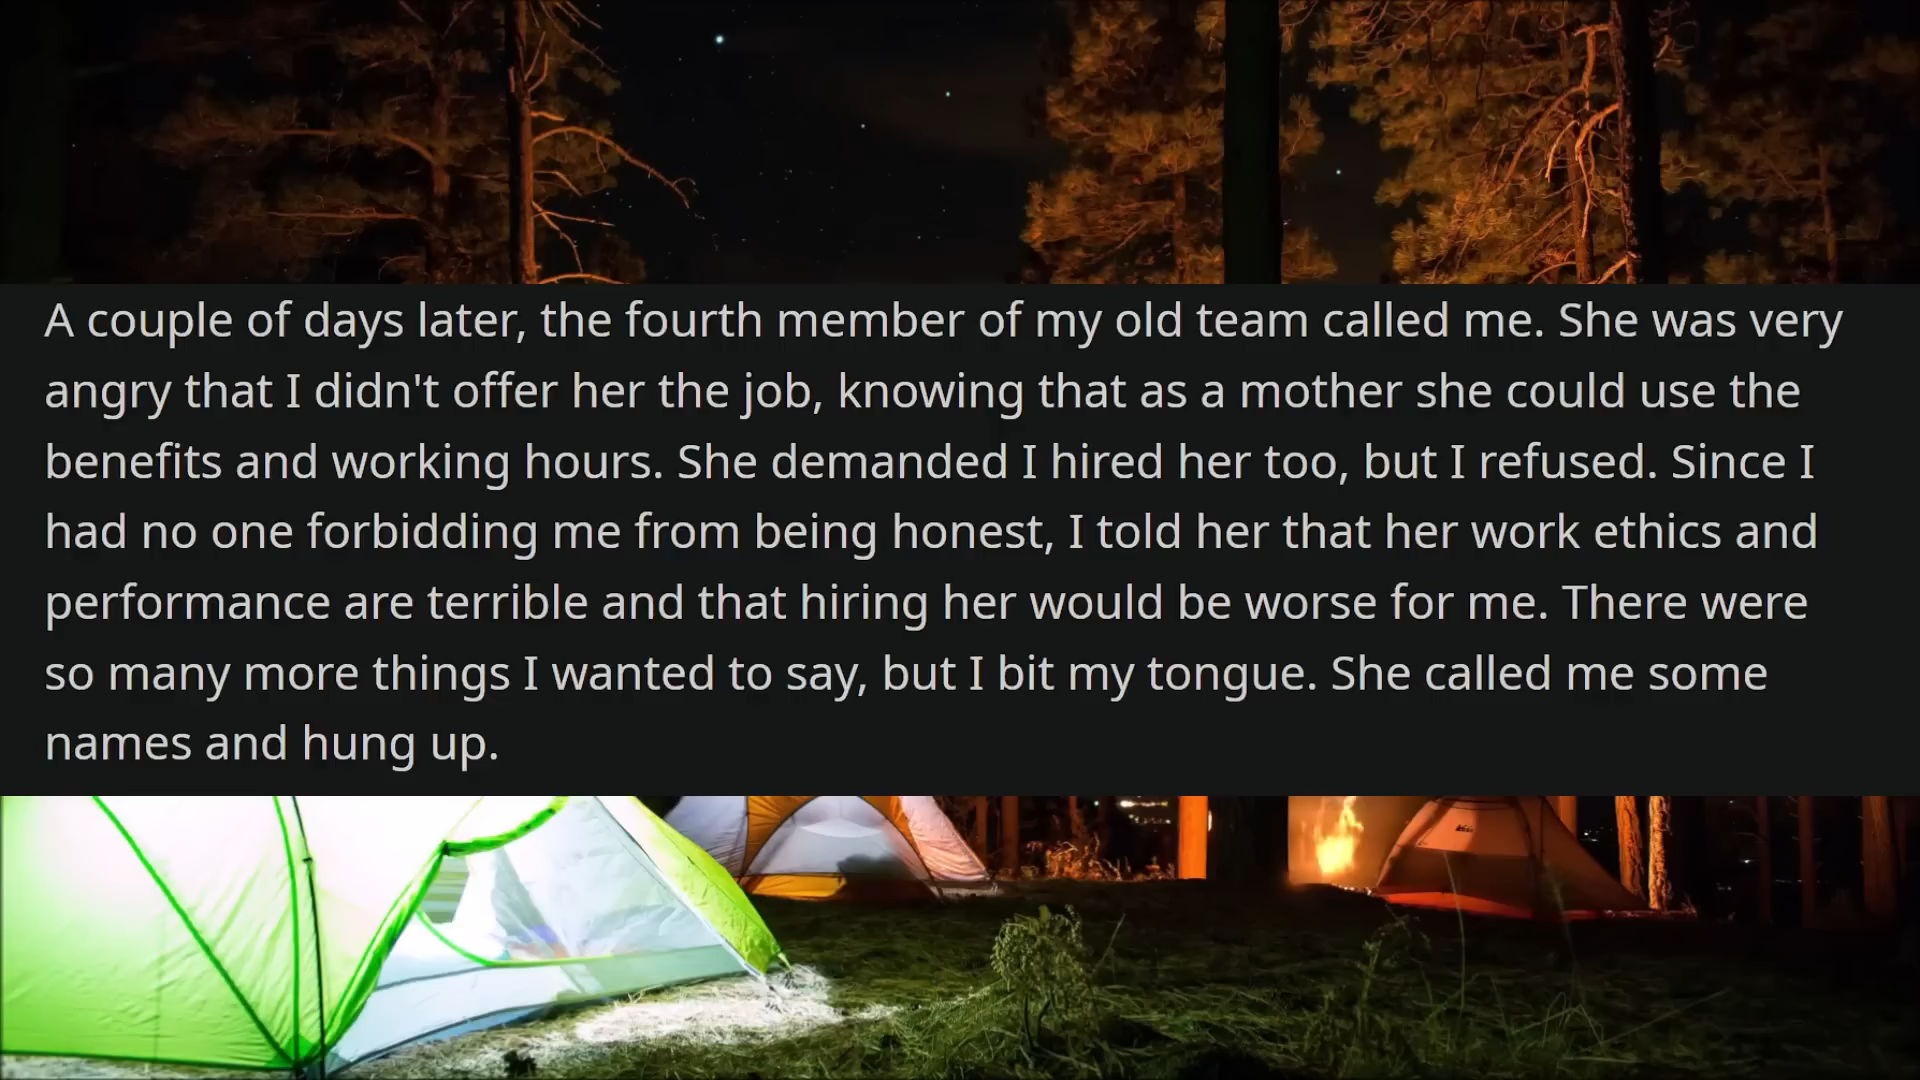 A couple of days later, the fourth member of my old team called me. She was very
angry that I didn't offer her the job, knowing that as a mother she could use the
benefits and working hours. She demanded I hired her too, but I refused. Since I
had no one forbidding me from being honest, I told her that her work ethics and
performance are terrible and that hiring her would be worse for me. There were
so many more things I wanted to say, but I bit my tongue. She called me some
names and hung up.